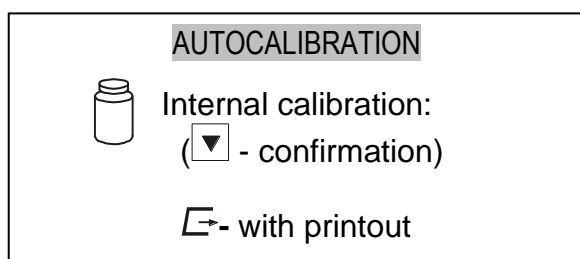 AUTOCALIBRATION
Internal calibration:
(▼ - confirmation)
- with printout